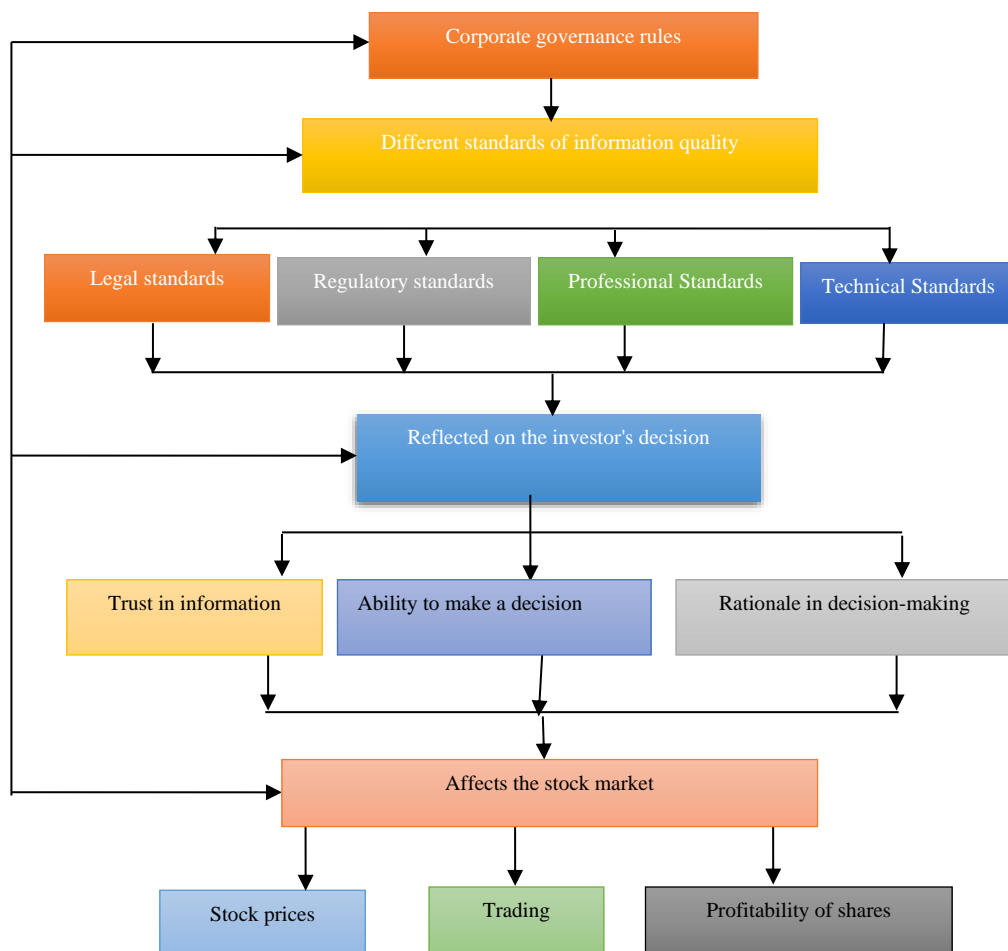 Corporate governance rules
Different standards of information quality
Legal standards
Regulatory standards
Professional Standards
Technical Standards
Reflected on the investor's decision
Trust in information
Ability to make a decision
Rationale in decision-making
Affects the stock market
Stock prices
Trading
Profitability of shares